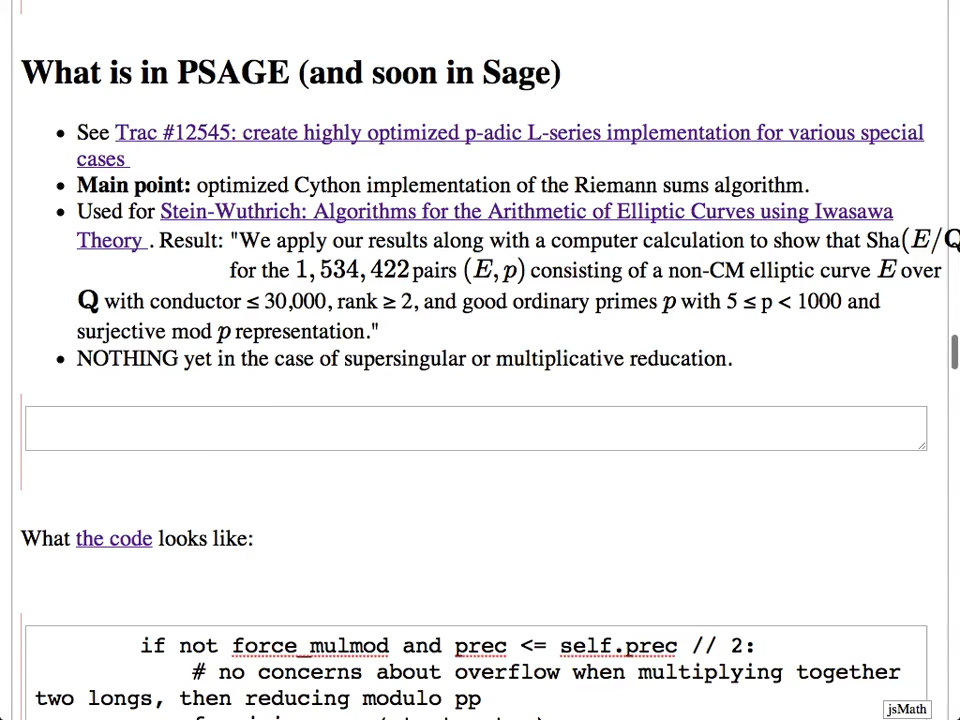 What is in PSAGE (and soon in Sage)
• See Trac #12545: create highly optimized p-adic L-series implementation for various special
cases
• Main point: optimized Cython implementation of the Riemann sums algorithm.
• Used for Stein-Wuthrich: Algorithms for the Arithmetic of Elliptic Curves using Iwasawa
Theory . Result: "We apply our results along with a computer calculation to show that Sha(E/Q
for the 1,534,422 pairs (E,p) consisting of a non-CM elliptic curve E over
Q with conductor ≤ 30,000, rank ≥ 2, and good ordinary primes p with 5 ≤ p < 1000 and
surjective mod p representation."
• NOTHING yet in the case of supersingular or multiplicative reducation.
What the code looks like:
if not force_mulmod and prec <= self.prec // 2:
# no concerns about overflow when multiplying together
two longs, then reducing modulo pp
jsMath